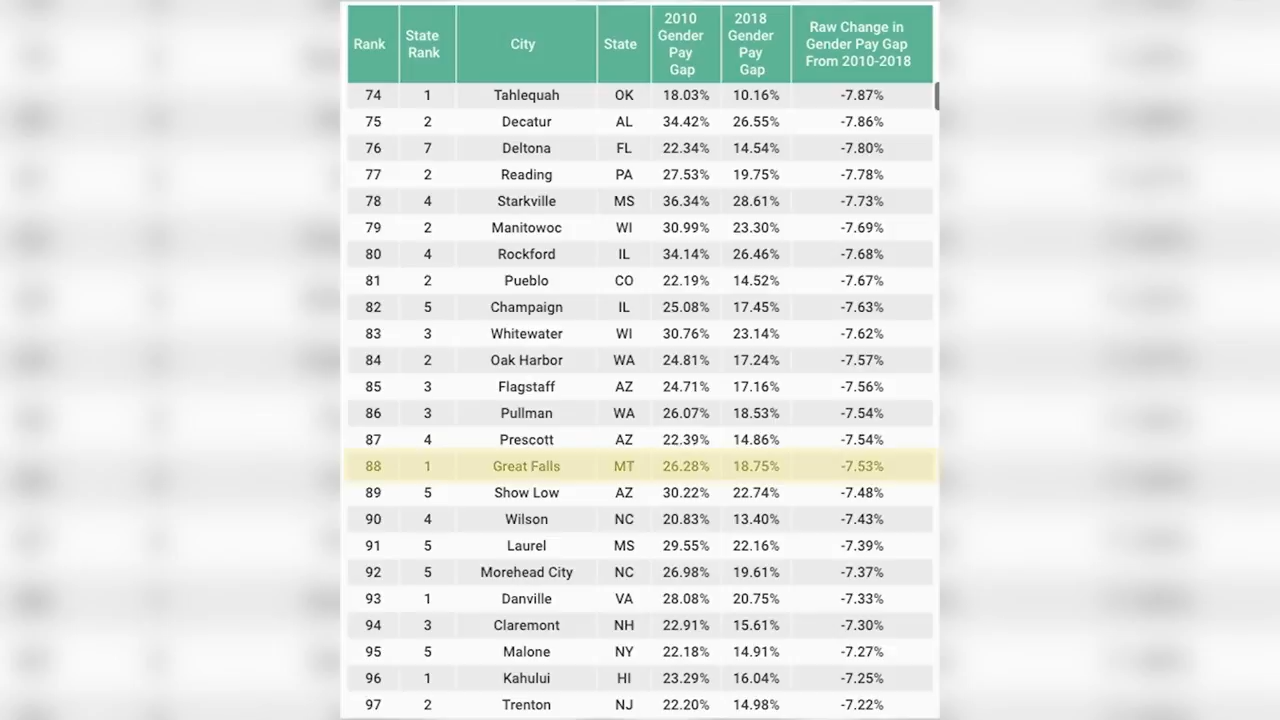 Rank State Rank City State 2010 Gender Pay Gap 2018 Gender Pay Gap Raw Change in Gender Pay Gap From 2010-2018
74 1 Tahlequah OK 18.03% 10.16% -7.87%
75 2 Decatur AL 34.42% 26.55% -7.86%
76 7 Deltona FL 22.34% 14.54% -7.80%
77 2 Reading PA 27.53% 19.75% -7.78%
78 4 Starkville MS 36.34% 28.61% -7.73%
79 2 Manitowoc WI 30.99% 23.30% -7.69%
80 4 Rockford IL 34.14% 26.46% -7.68%
81 2 Pueblo CO 22.19% 14.52% -7.67%
82 5 Champaign IL 25.08% 17.45% -7.63%
83 3 Whitewater WI 30.76% 23.14% -7.62%
84 2 Oak Harbor WA 24.81% 17.24% -7.57%
85 3 Flagstaff AZ 24.71% 17.16% -7.56%
86 3 Pullman WA 26.07% 18.53% -7.54%
87 4 Prescott AZ 22.39% 14.86% -7.54%
88 1 Great Falls MT 26.28% 18.75% -7.53%
89 5 Show Low AZ 30.22% 22.74% -7.48%
90 4 Wilson NC 20.83% 13.40% -7.43%
91 5 Laurel MS 29.55% 22.16% -7.39%
92 5 Morehead City NC 26.98% 19.61% -7.37%
93 1 Danville VA 28.08% 20.75% -7.33%
94 3 Claremont NH 22.91% 15.61% -7.30%
95 5 Malone NY 22.18% 14.91% -7.27%
96 1 Kahului HI 23.29% 16.04% -7.25%
97 2 Trenton NJ 22.20% 14.98% -7.22%